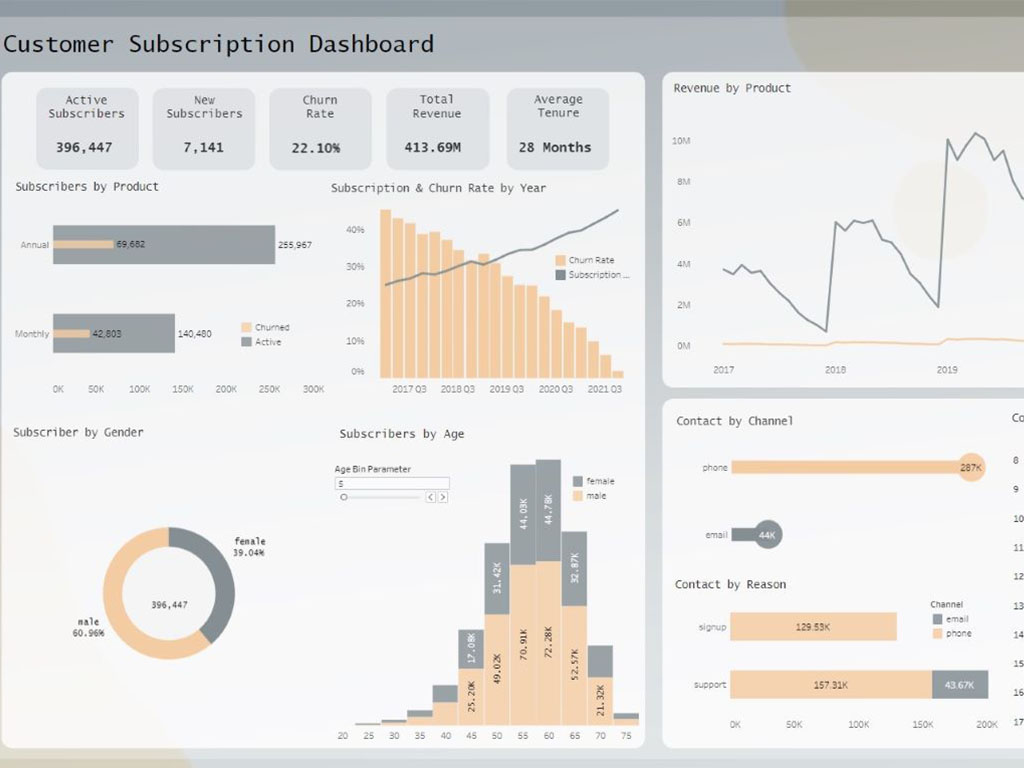 Customer Subscription Dashboard
Active
Subscribers
396,447
New
Subscribers
7,141
Churn
Rate
22.10%
Total
Revenue
413.69M
Average
Tenure
28 Months
Subscribers by Product
Annual
69,682
255,967
Monthly
42,803
140,480
Churned
Active
0K 50K 100K 150K 200K 250K 300K
Subscription & Churn Rate by Year
40%
30%
20%
10%
0%
Churn Rate
Subscription ...
2017 Q3 2018 Q3 2019 Q3 2020 Q3 2021 Q3
Subscriber by Gender
female
39.04%
396,447
male
60.96%
Subscribers by Age
Age Bin Parameter
5
female
male
17.08K 31.42K 44.03K 44.78K 32.87K
25.20K 49.02K 70.91K 72.28K 52.57K 21.32K
20 25 30 35 40 45 50 55 60 65 70 75
Revenue by Product
10M
8M
6M
4M
2M
0M
2017 2018 2019
Contact by Channel
phone
287K
email
44K
Contact by Reason
Channel
email
phone
signup
129.53K
support
157.31K
43.67K
0K 50K 100K 150K 200K
Co
8
9
10
11
12
13
14
15
16
17